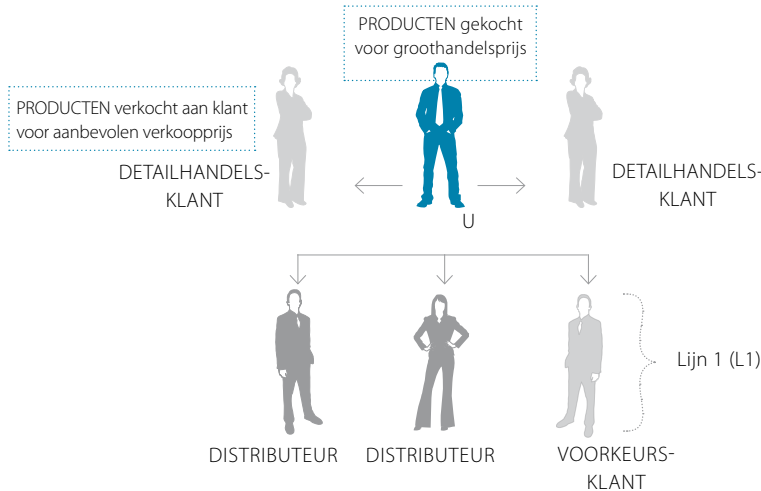 PRODUCTEN gekocht
voor groothandelsprijs
PRODUCTEN verkocht aan klant
voor aanbevolen verkoopprijs
DETAILHANDELS-
KLANT
DETAILHANDELS-
KLANT
U
Lijn 1 (L1)
DISTRIBUTEUR
DISTRIBUTEUR
VOORKEURS-
KLANT